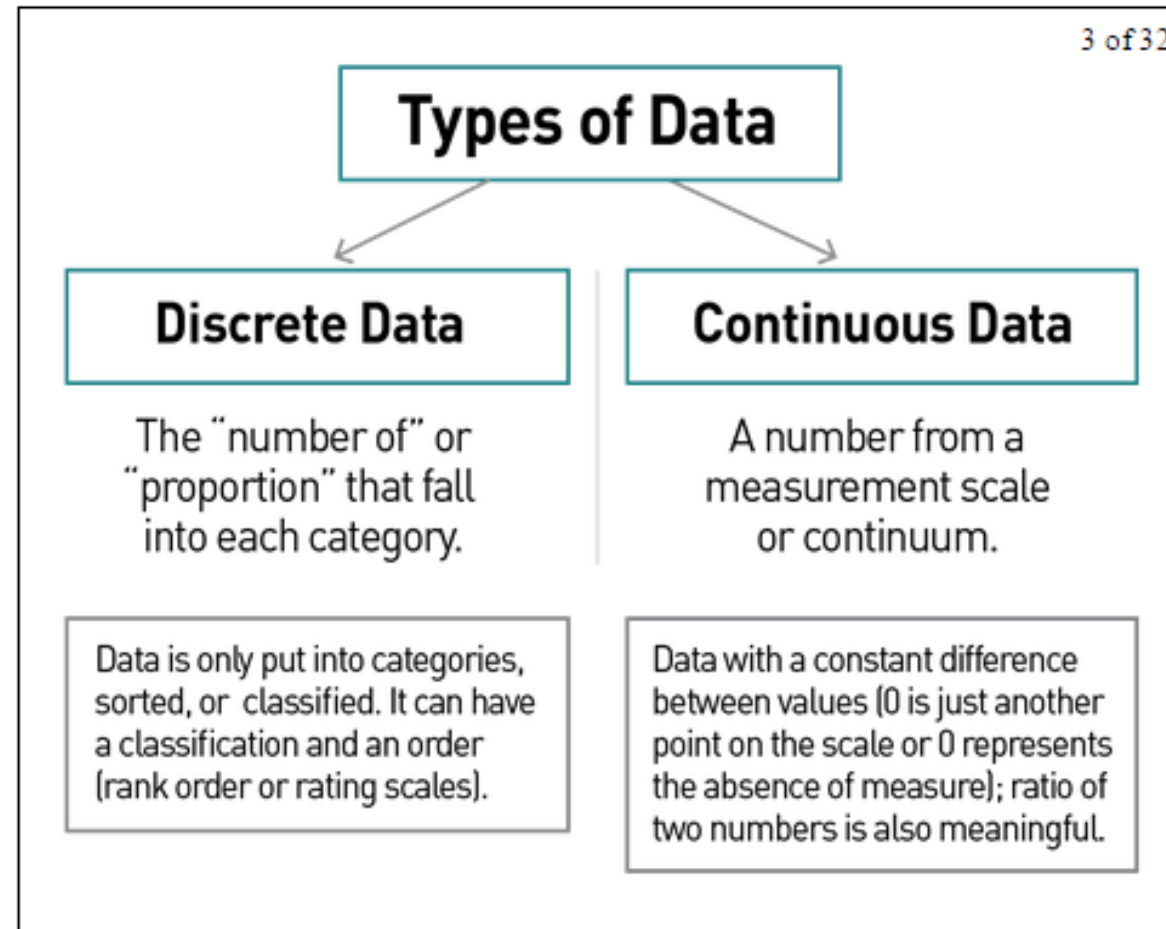 3 of 32
Types of Data
Discrete Data
The “number of” or
“proportion” that fall
into each category.
Data is only put into categories,
sorted, or classified. It can have
a classification and an order
(rank order or rating scales).
Continuous Data
A number from a
measurement scale
or continuum.
Data with a constant difference
between values (0 is just another
point on the scale or 0 represents
the absence of measure); ratio of
two numbers is also meaningful.